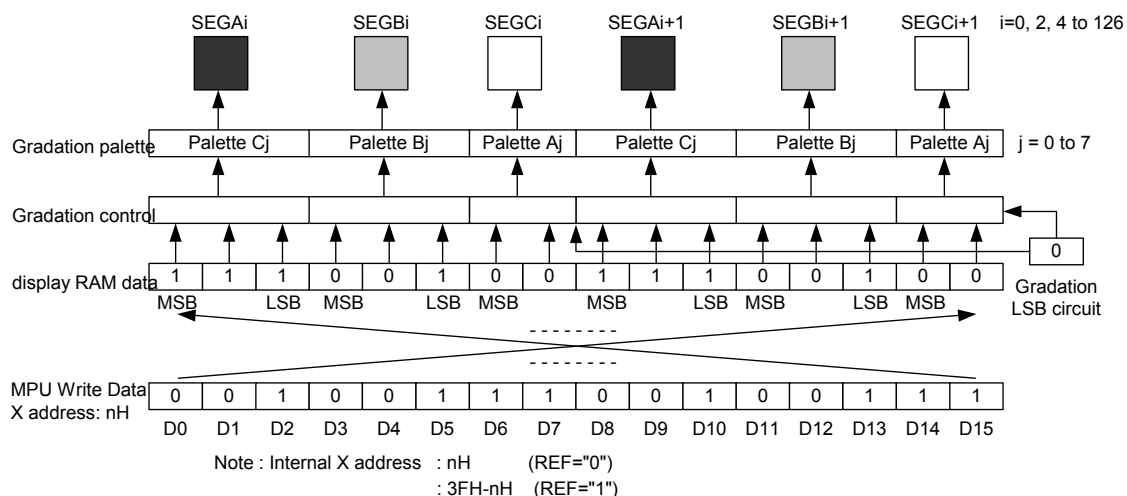 SEGAi SEGBi SEGCi SEGAi+1 SEGBi+1 SEGCi+1 i=0, 2, 4 to 126
Gradation palette Palette Cj Palette Bj Palette Aj Palette Cj Palette Bj Palette Aj j = 0 to 7
Gradation control
0
display RAM data 1 1 1 0 0 1 0 0 1 1 1 0 0 1 0 0
Gradation
LSB circuit
MSB LSB MSB LSB MSB MSB LSB MSB LSB MSB
MPU Write Data 0 0 1 0 0 1 1 1 0 0 1 0 0 1 1 1
X address: nH
D0 D1 D2 D3 D4 D5 D6 D7 D8 D9 D10 D11 D12 D13 D14 D15
Note : Internal X address : nH (REF="0")
: 3FH-nH (REF="1")